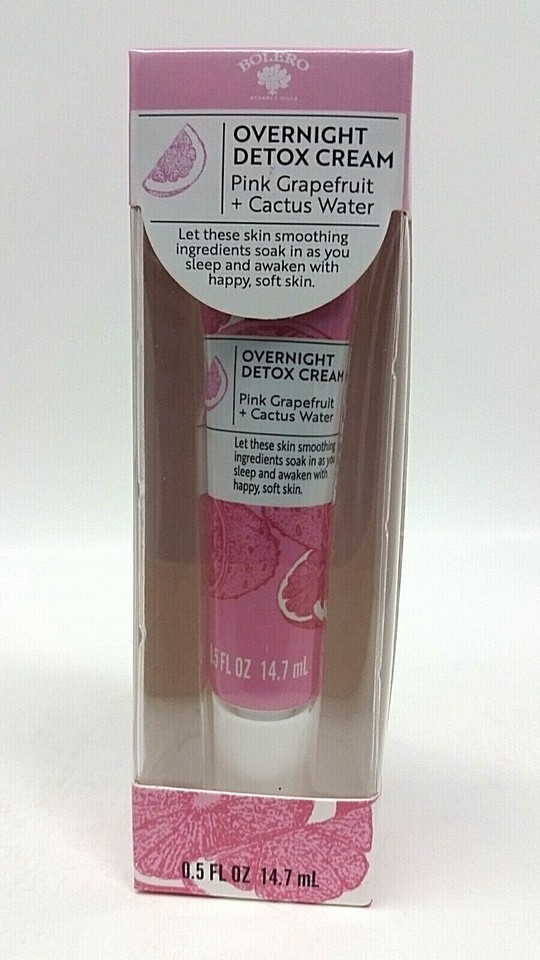 BOLERO
BEVERLY HILLS
OVERNIGHT
DETOX CREAM
Pink Grapefruit
+ Cactus Water
Let these skin smoothing
ingredients soak in as you
sleep and awaken with
happy, soft skin.
OVERNIGHT
DETOX CREAM
Pink Grapefruit
+ Cactus Water
Let these skin smoothing
ingredients soak in as you
sleep and awaken with
happy, soft skin.
.5 FL OZ 14.7 mL
0.5 FL OZ 14.7 mL